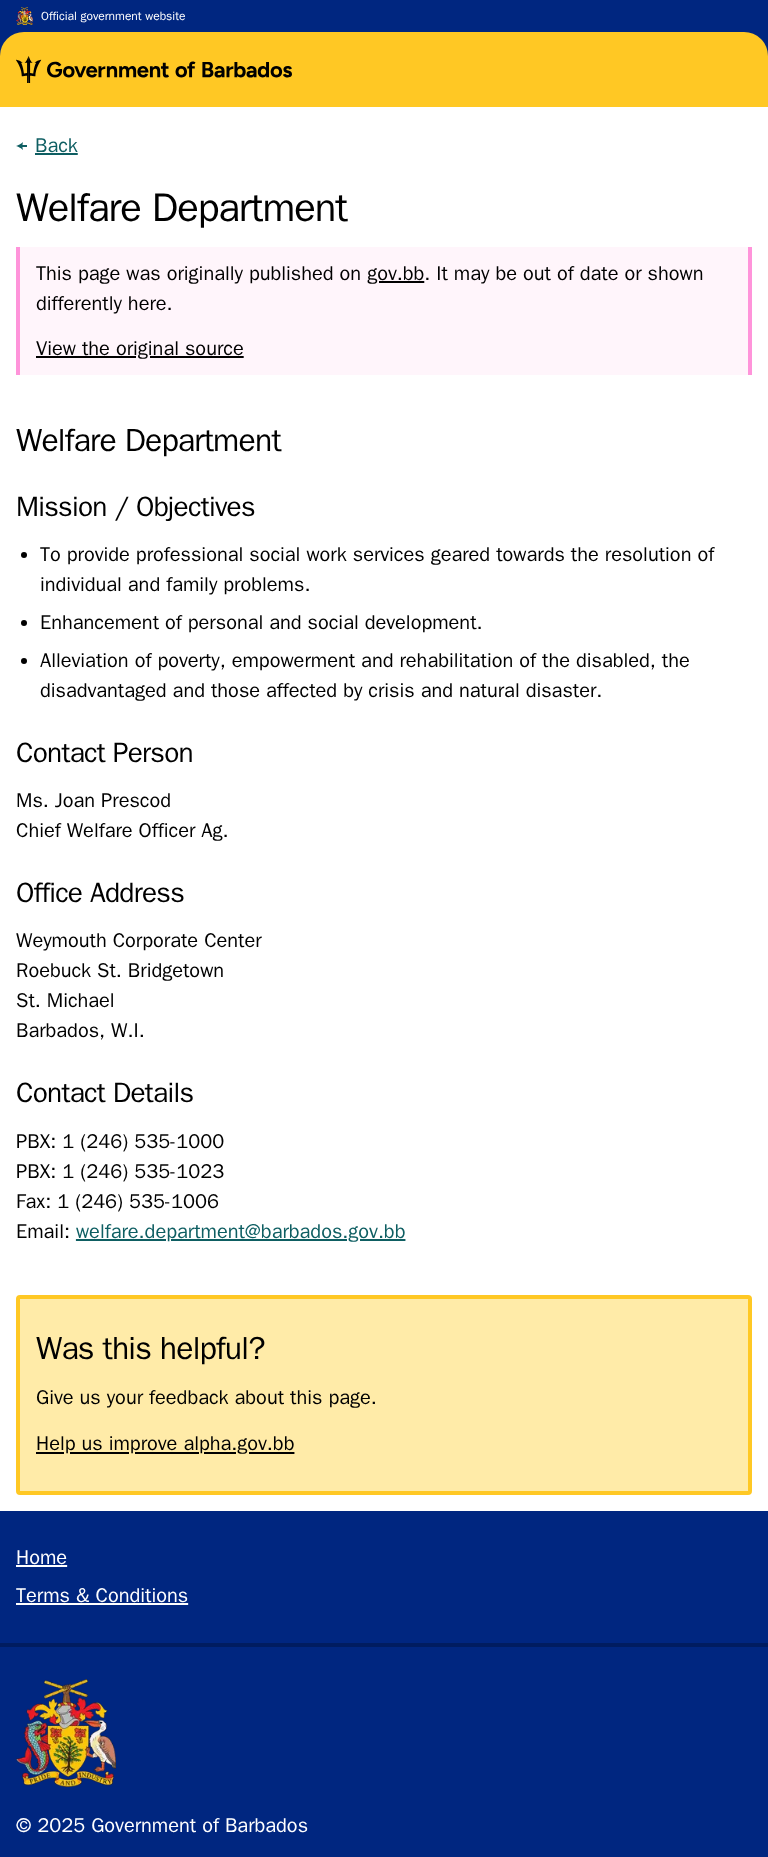 Official government website
Government of Barbados
← Back
Welfare Department
This page was originally published on gov.bb. It may be out of date or shown
differently here.
View the original source
Welfare Department
Mission / Objectives
• To provide professional social work services geared towards the resolution of
individual and family problems.
• Enhancement of personal and social development.
• Alleviation of poverty, empowerment and rehabilitation of the disabled, the
disadvantaged and those affected by crisis and natural disaster.
Contact Person
Ms. Joan Prescod
Chief Welfare Officer Ag.
Office Address
Weymouth Corporate Center
Roebuck St. Bridgetown
St. Michael
Barbados, W.I.
Contact Details
PBX: 1 (246) 535-1000
PBX: 1 (246) 535-1023
Fax: 1 (246) 535-1006
Email: welfare.department@barbados.gov.bb
Was this helpful?
Give us your feedback about this page.
Help us improve alpha.gov.bb
Home
Terms & Conditions
PRIDE AND INDUSTRY
© 2025 Government of Barbados